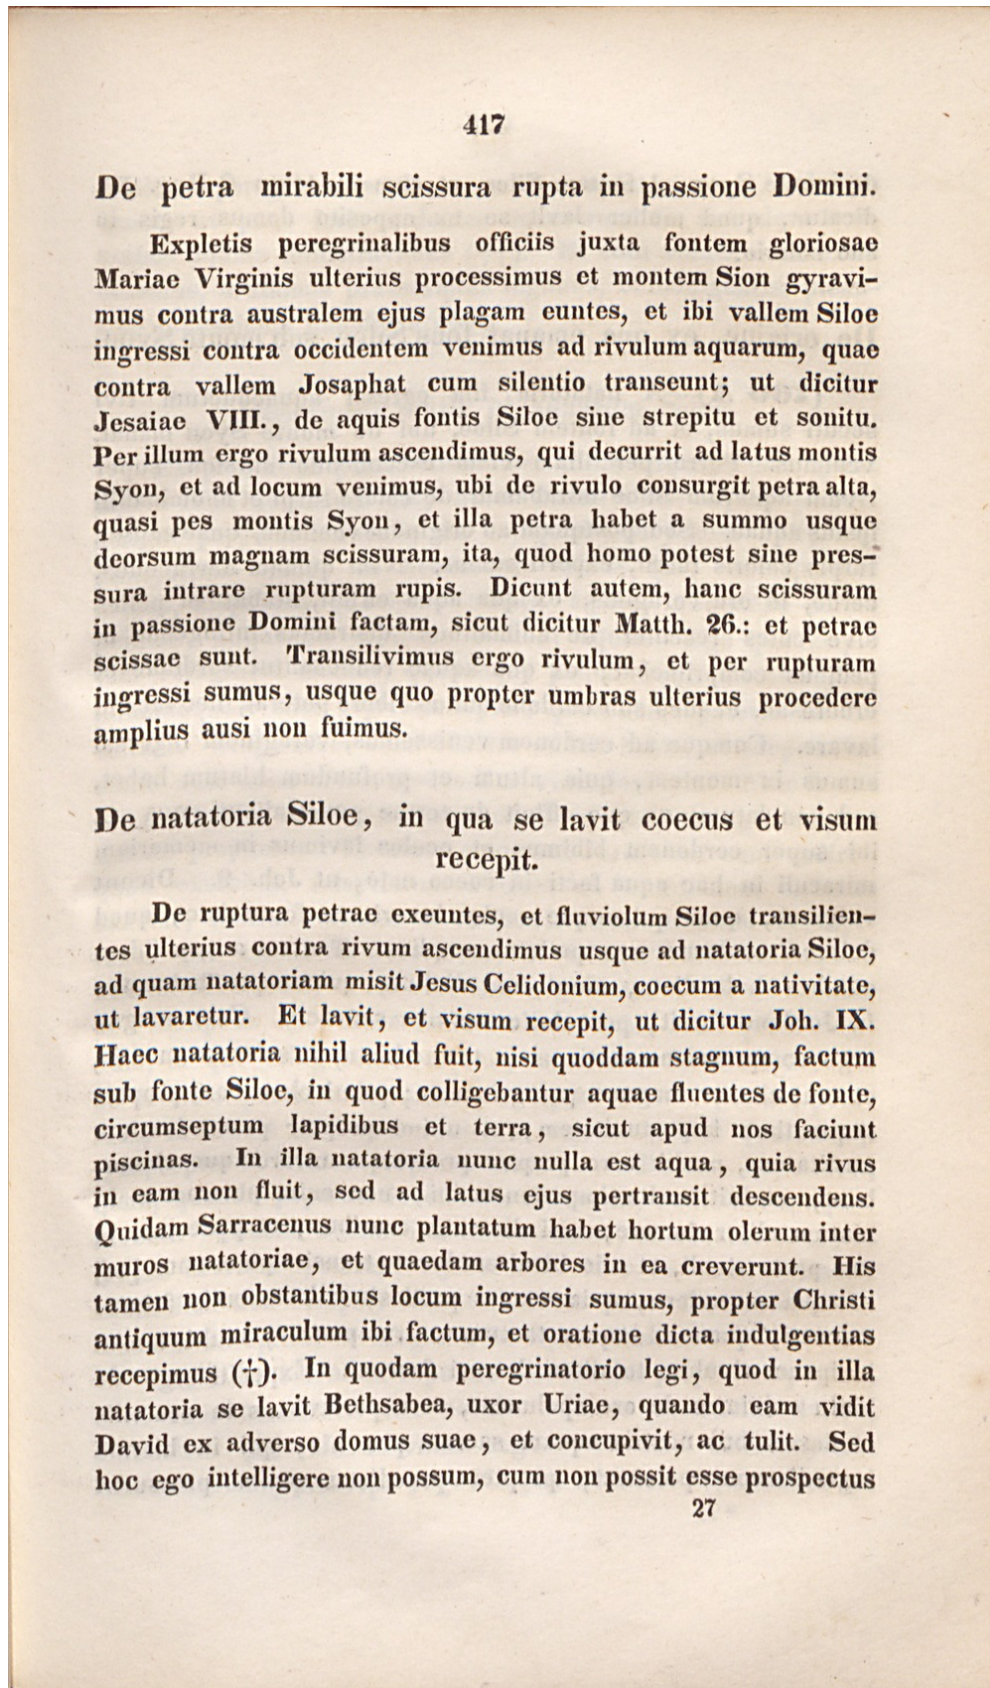 417
De petra mirabili scissura rupta in passione Domini.
Expletis peregrinalibus officiis juxta fontem gloriosae
Mariae Virginis ulterius processimus et montem Sion gyravi-
mus contra australem ejus plagam euntes, et ibi vallem Siloe
ingressi contra occidentem venimus ad rivulum aquarum, quae
contra vallem Josaphat cum silentio transeunt; ut dicitur
Jesaiae VIII., de aquis fontis Siloe sine strepitu et sonitu.
Per illum ergo rivulum ascendimus, qui decurrit ad latus montis
Syon, et ad locum venimus, ubi de rivulo consurgit petra alta,
quasi pes montis Syon, et illa petra habet a summo usque
deorsum magnam scissuram, ita, quod homo potest sine pres-
sura intrare rupturam rupis. Dicunt autem, hanc scissuram
in passione Domini factam, sicut dicitur Matth. 26.: et petrae
scissae sunt. Transilivimus ergo rivulum, et per rupturam
ingressi sumus, usque quo propter umbras ulterius procedere
amplius ausi non fuimus.
De natatoria Siloe, in qua se lavit coecus et visum
recepit.
De ruptura petrae exeuntes, et fluviolum Siloe transilien-
tes ulterius contra rivum ascendimus usque ad natatoria Siloe,
ad quam natatoriam misit Jesus Celidonium, coecum a nativitate,
ut lavaretur. Et lavit, et visum recepit, ut dicitur Joh. IX.
Haec natatoria nihil aliud fuit, nisi quoddam stagnum, factum
sub fonte Siloe, in quod colligebantur aquae fluentes de fonte,
circumseptum lapidibus et terra, sicut apud nos faciunt
piscinas. In illa natatoria nunc nulla est aqua, quia rivus
in eam non fluit, sed ad latus ejus pertransit descendens.
Quidam Sarracenus nunc plantatum habet hortum olerum inter
muros natatoriae, et quaedam arbores in ea creverunt. His
tamen non obstantibus locum ingressi sumus, propter Christi
antiquum miraculum ibi factum, et oratione dicta indulgentias
recepimus (†). In quodam peregrinatorio legi, quod in illa
natatoria se lavit Bethsabea, uxor Uriae, quando eam vidit
David ex adverso domus suae, et concupivit, ac tulit. Sed
hoc ego intelligere non possum, cum non possit esse prospectus
27